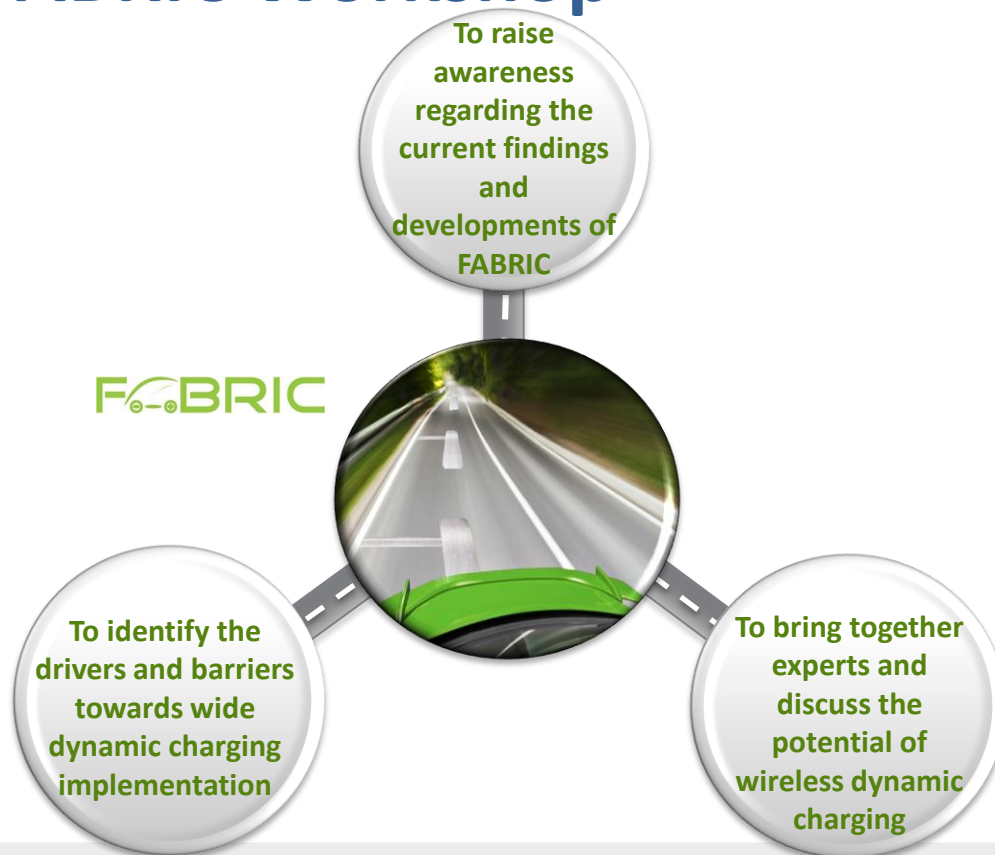 To raise
awareness
regarding the
current findings
and
developments of
FABRIC
FABRIC
To identify the
drivers and barriers
towards wide
dynamic charging
implementation
To bring together
experts and
discuss the
potential of
wireless dynamic
charging